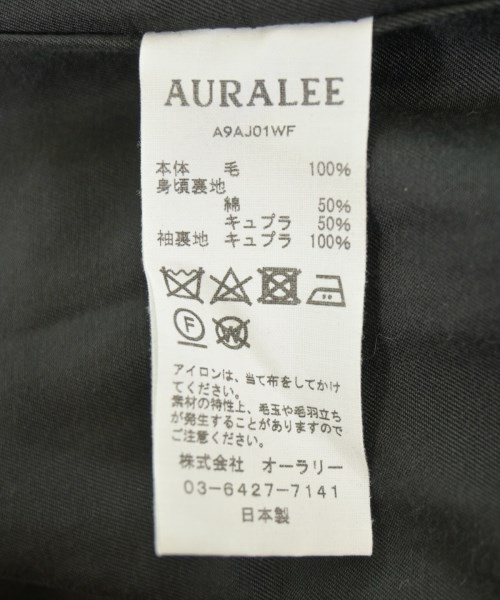 AURALEE
A9AJ01WF
本体 毛 100%
身頃裏地
綿 50%
キュプラ 50%
袖裏地 キュプラ 100%
F
W
アイロンは、当て布をしてかけ
てください。
素材の特性上、毛玉や毛羽立ち
が発生することがありますので
ご注意ください。
株式会社 オーラリー
03-6427-7141
日本製